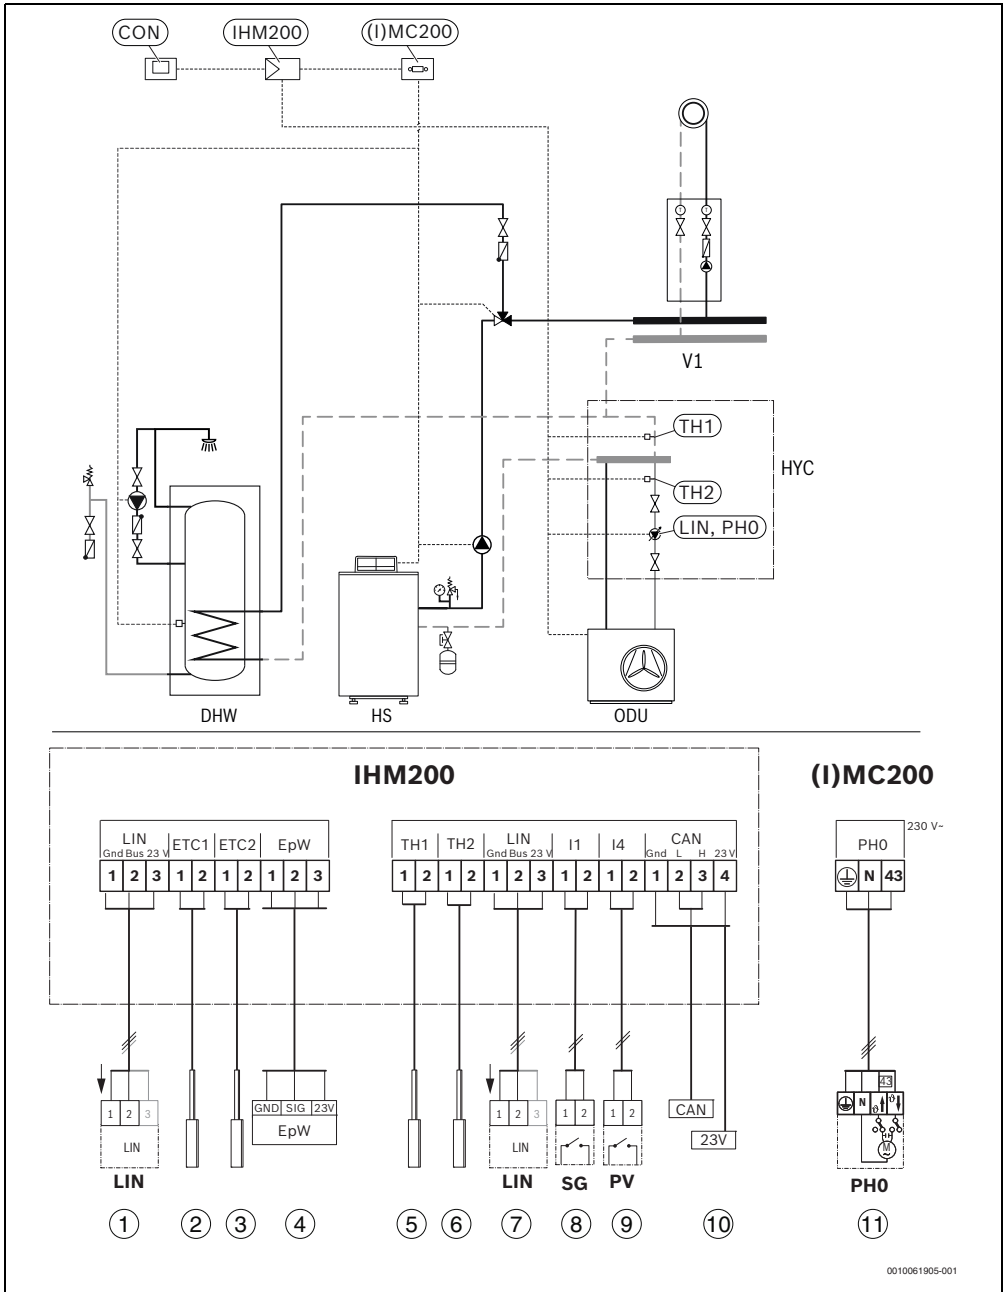 CON IHM200 (I)MC200
V1
TH1
HYC
TH2
LIN, PH0
DHW HS ODU
IHM200 (I)MC200
230 V~
LIN ETC1 ETC2 EpW TH1 TH2 LIN I1 I4 CAN PH0
Gnd Bus 23 V Gnd Bus 23 V Gnd L H 23 V
1 2 3 1 2 1 2 1 2 3 1 2 1 2 1 2 3 1 2 1 2 1 2 3 4 N 43
43
GND SIG 23V CAN
1 2 3 1 2 3 1 2 1 2 N ϑ ϑ
EpW 23V
LIN LIN M
LIN LIN SG PV PH0
1 2 3 4 5 6 7 8 9 10 11
0010061905-001